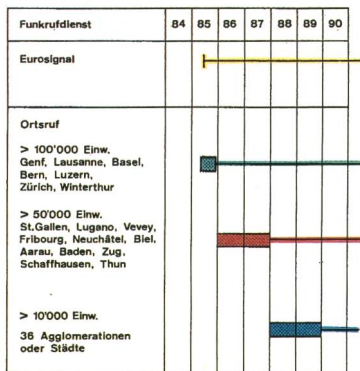 Funkrufdienst 84 85 86 87 88 89 90
Eurosignal
Ortsruf
> 100'000 Einw.
Genf, Lausanne, Basel,
Bern, Luzern,
Zürich, Winterthur
> 50'000 Einw.
St.Gallen, Lugano, Vevey,
Fribourg, Neuchâtel, Biel,
Aarau, Baden, Zug,
Schaffhausen, Thun
> 10'000 Einw.
36 Agglomerationen
oder Städte